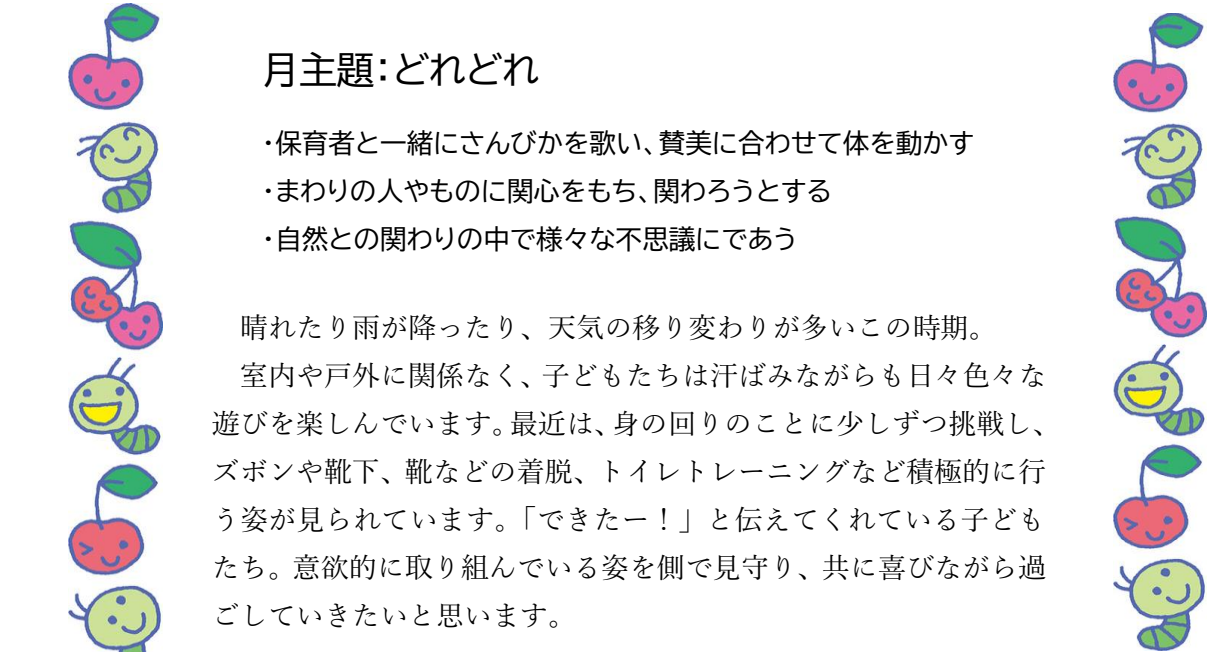 月主題：どれどれ
・保育者と一緒にさんびかを歌い、賛美に合わせて体を動かす
・まわりの人やものに関心をもち、関わろうとする
・自然との関わりの中で様々な不思議にであう
晴れたり雨が降ったり、天気の移り変わりが多いこの時期。
室内や戸外に関係なく、子どもたちは汗ばみながらも日々色々な
遊びを楽しんでいます。最近は、身の回りのことに少しずつ挑戦し、
ズボンや靴下、靴などの着脱、トイレトレーニングなど積極的に行
う姿が見られています。「できたー！」と伝えてくれている子ども
たち。意欲的に取り組んでいる姿を側で見守り、共に喜びながら過
ごしていきたいと思います。